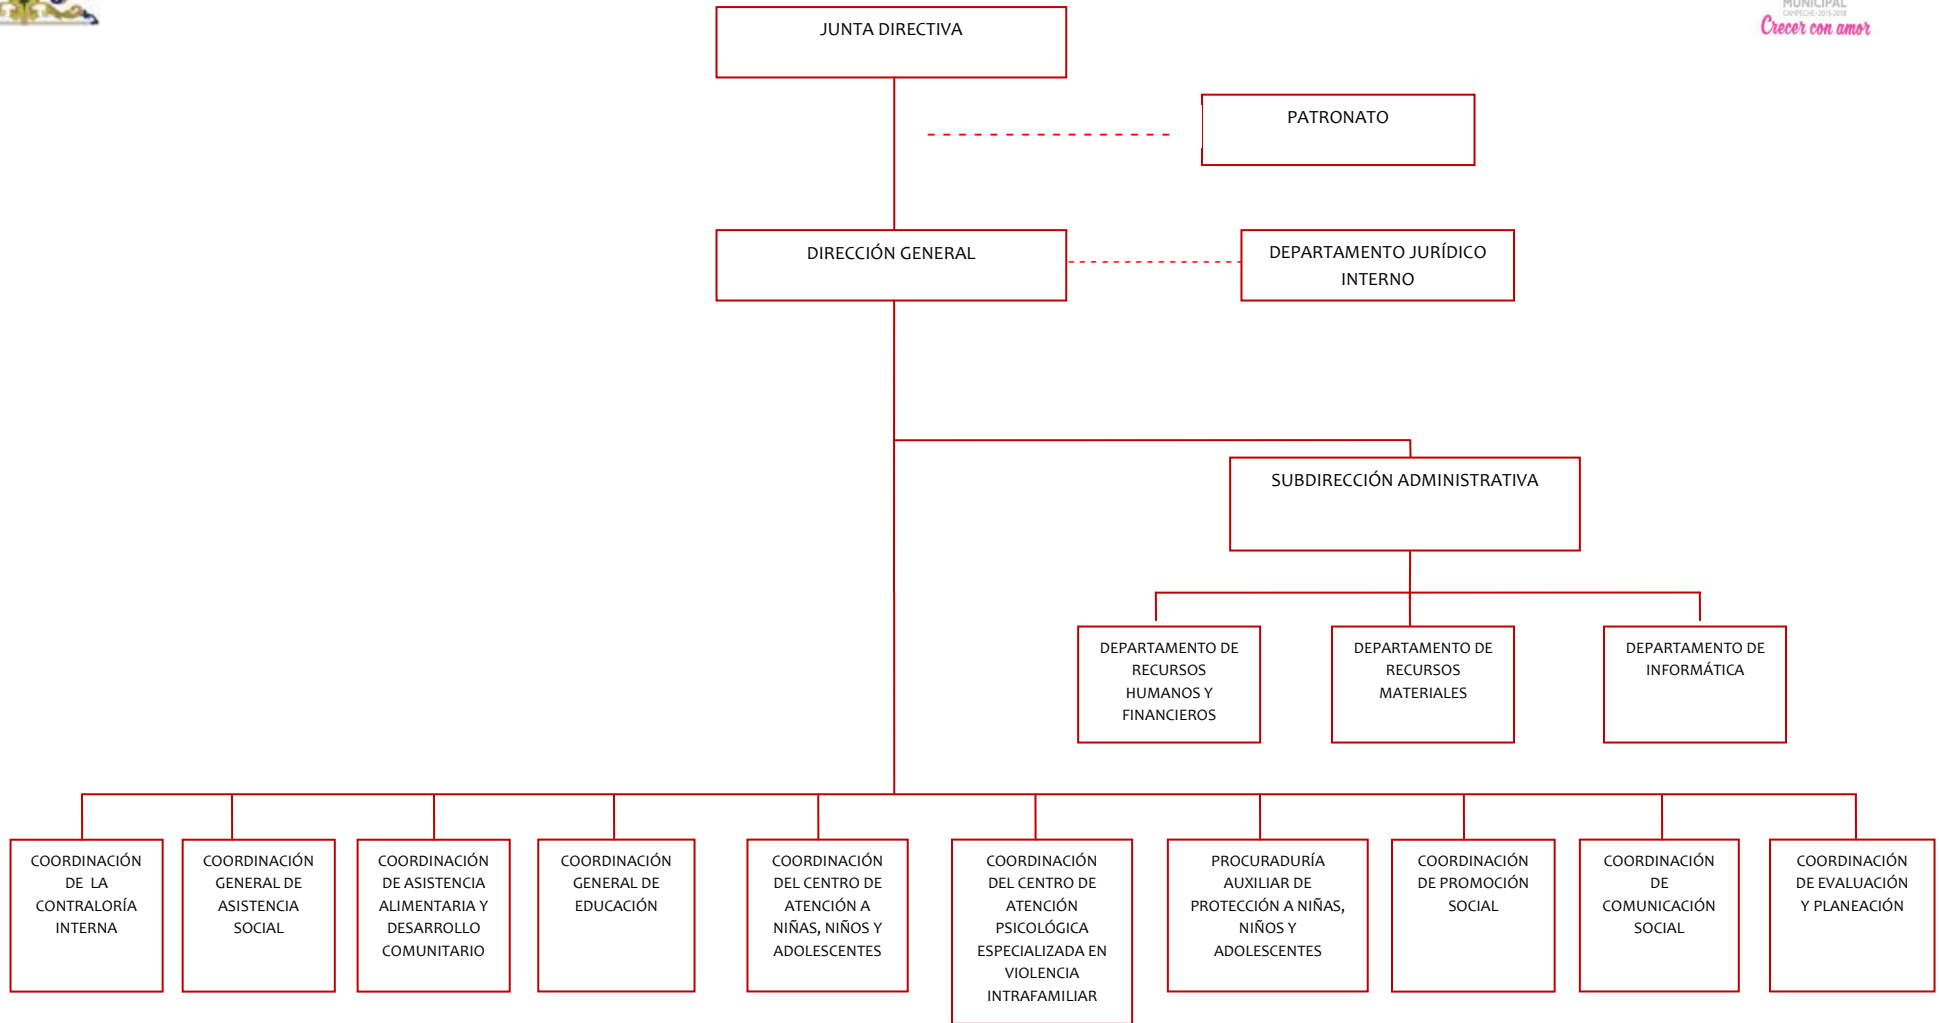 MUNICIPAL
CAMPECHE-2015-2018
Crecer con amor
JUNTA DIRECTIVA
PATRONATO
DIRECCIÓN GENERAL
DEPARTAMENTO JURÍDICO
INTERNO
SUBDIRECCIÓN ADMINISTRATIVA
DEPARTAMENTO DE
RECURSOS
HUMANOS Y
FINANCIEROS
DEPARTAMENTO DE
RECURSOS
MATERIALES
DEPARTAMENTO DE
INFORMÁTICA
COORDINACIÓN
DE LA
CONTRALORÍA
INTERNA
COORDINACIÓN
GENERAL DE
ASISTENCIA
SOCIAL
COORDINACIÓN
DE ASISTENCIA
ALIMENTARIA Y
DESARROLLO
COMUNITARIO
COORDINACIÓN
GENERAL DE
EDUCACIÓN
COORDINACIÓN
DEL CENTRO DE
ATENCIÓN A
NIÑAS, NIÑOS Y
ADOLESCENTES
COORDINACIÓN
DEL CENTRO DE
ATENCIÓN
PSICOLÓGICA
ESPECIALIZADA EN
VIOLENCIA
INTRAFAMILIAR
PROCURADURÍA
AUXILIAR DE
PROTECCIÓN A NIÑAS,
NIÑOS Y
ADOLESCENTES
COORDINACIÓN
DE PROMOCIÓN
SOCIAL
COORDINACIÓN
DE
COMUNICACIÓN
SOCIAL
COORDINACIÓN
DE EVALUACIÓN
Y PLANEACIÓN